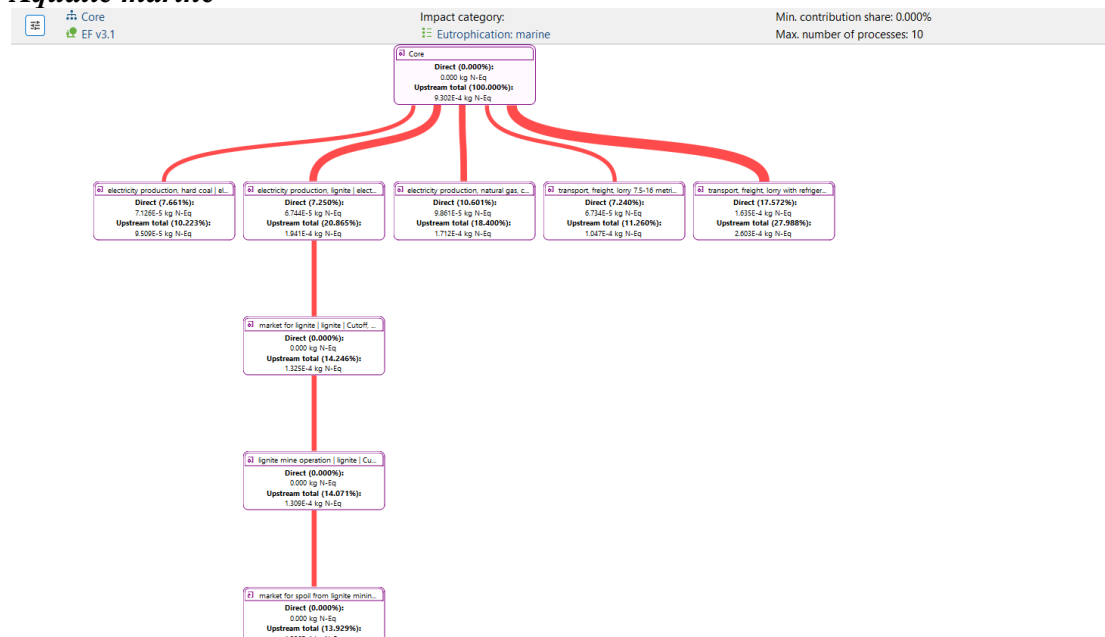 Aquatic marine
Core
Impact category:
Min. contribution share: 0.000%
EF v3.1
Eutrophication: marine
Max. number of processes: 10
Core
Direct (0.000%):
0.000 kg N-Eq
Upstream total (100.000%):
9.302E-4 kg N-Eq
electricity production, hard coal | el...
Direct (7.661%):
7.126E-5 kg N-Eq
Upstream total (10.223%):
9.509E-5 kg N-Eq
electricity production, lignite | elect...
Direct (7.250%):
6.744E-5 kg N-Eq
Upstream total (20.865%):
1.941E-4 kg N-Eq
electricity production, natural gas, c...
Direct (10.601%):
9.861E-5 kg N-Eq
Upstream total (18.400%):
1.712E-4 kg N-Eq
transport, freight, lorry 7.5-16 metri...
Direct (7.240%):
6.734E-5 kg N-Eq
Upstream total (11.260%):
1.047E-4 kg N-Eq
transport, freight, lorry with refriger...
Direct (17.572%):
1.635E-4 kg N-Eq
Upstream total (27.988%):
2.603E-4 kg N-Eq
market for lignite | lignite | Cutoff, ...
Direct (0.000%):
0.000 kg N-Eq
Upstream total (14.246%):
1.325E-4 kg N-Eq
lignite mine operation | lignite | Cu...
Direct (0.000%):
0.000 kg N-Eq
Upstream total (14.071%):
1.309E-4 kg N-Eq
market for spoil from lignite minin...
Direct (0.000%):
0.000 kg N-Eq
Upstream total (13.929%):